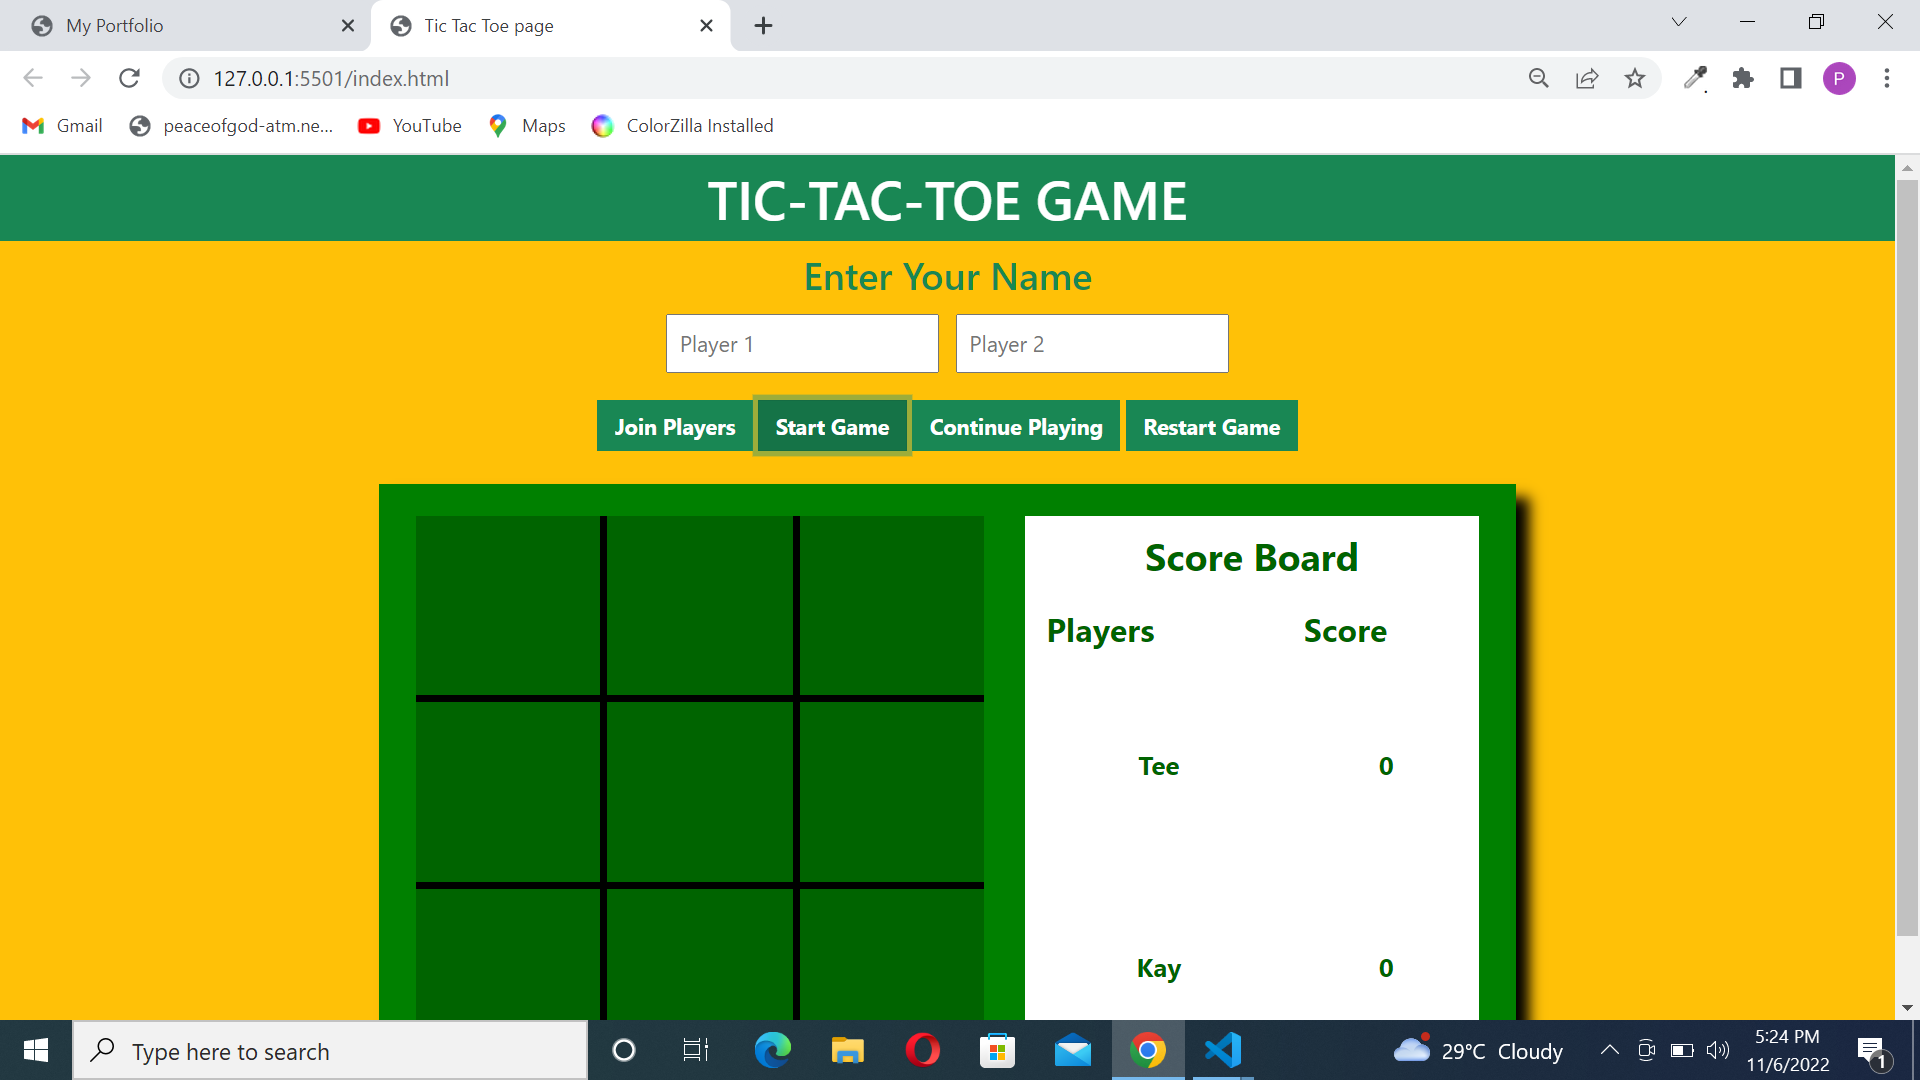 My Portfolio
Tic Tac Toe page
127.0.0.1:5501/index.html
P
Gmail
peaceofgod-atm.ne...
YouTube
Maps
ColorZilla Installed
TIC-TAC-TOE GAME
Enter Your Name
Player 1
Player 2
Join Players
Start Game
Continue Playing
Restart Game
Score Board
Players
Score
Tee
0
Kay
0
Type here to search
29°C Cloudy
5:24 PM
11/6/2022
1